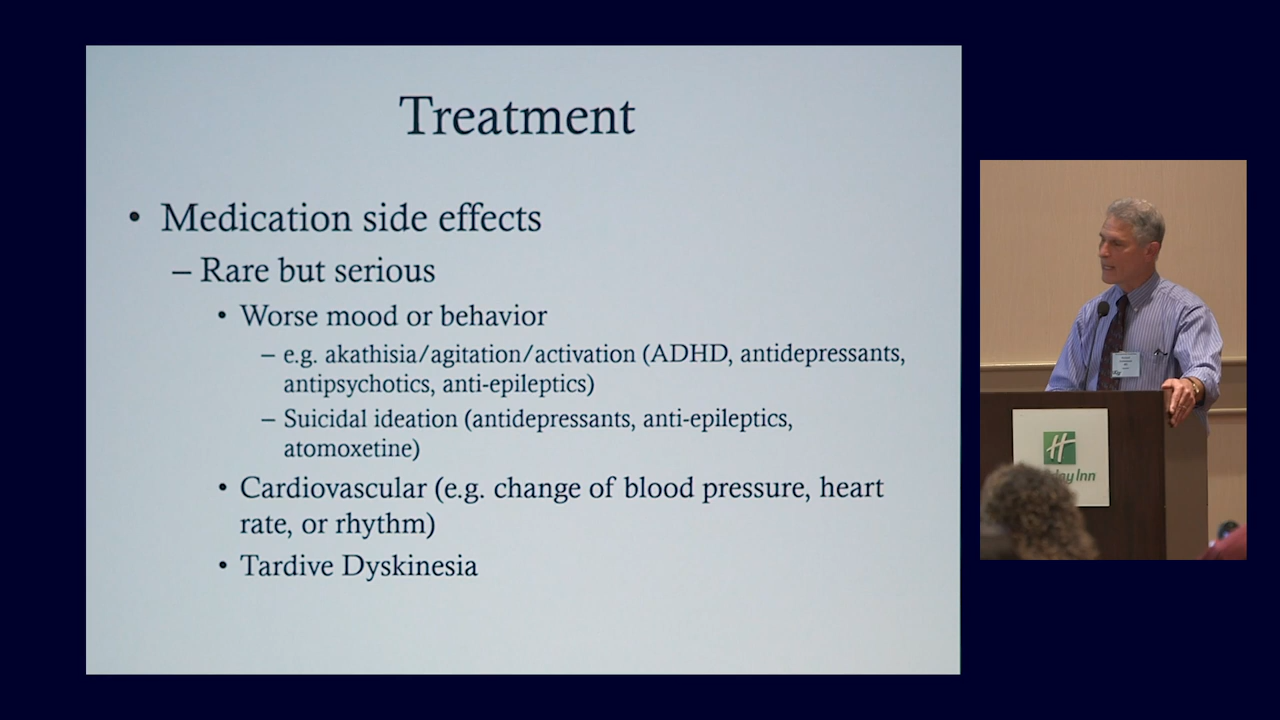 Treatment
• Medication side effects
– Rare but serious
• Worse mood or behavior
– e.g. akathisia/agitation/activation (ADHD, antidepressants,
antipsychotics, anti-epileptics)
– Suicidal ideation (antidepressants, anti-epileptics,
atomoxetine)
• Cardiovascular (e.g. change of blood pressure, heart
rate, or rhythm)
• Tardive Dyskinesia
H
Inn